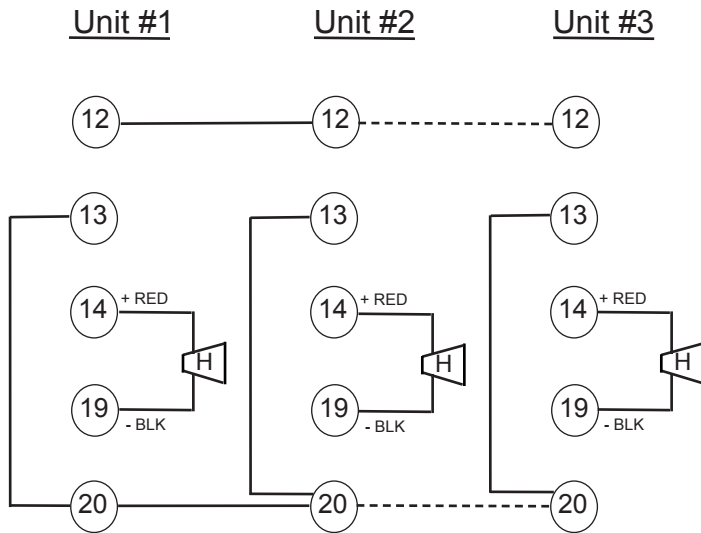 Unit #1 Unit #2 Unit #3
12 12 12
13 13 13
14 + RED 14 + RED 14 + RED
H H H
19 - BLK 19 - BLK 19 - BLK
20 20 20